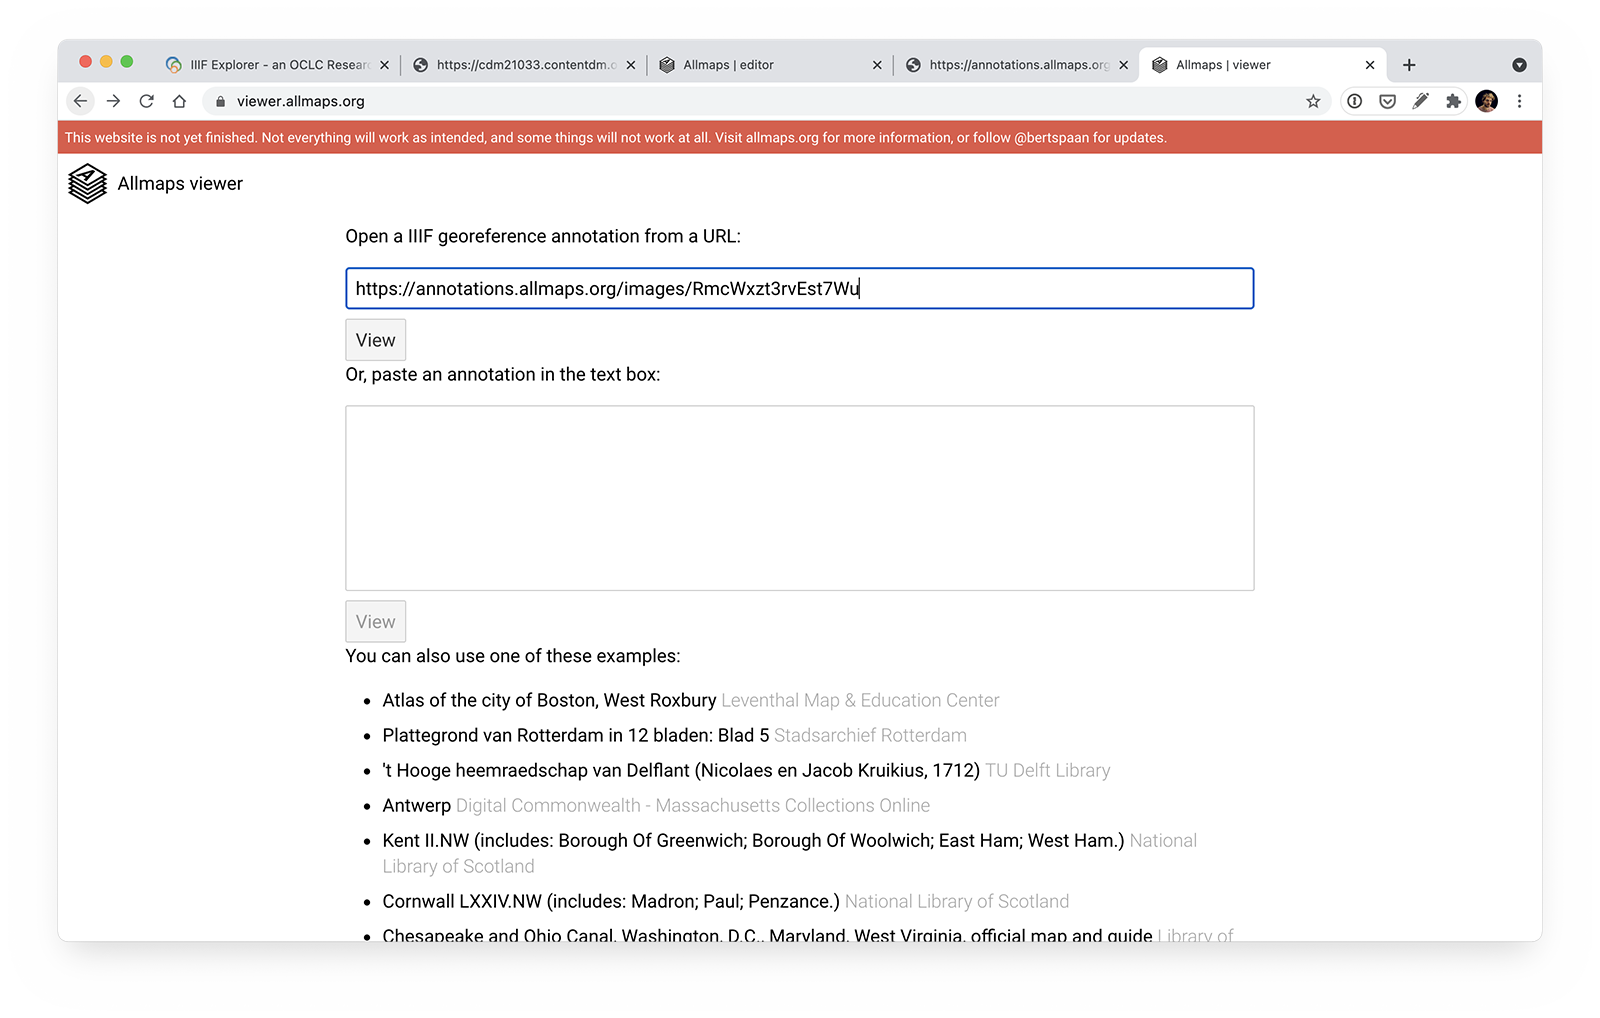 IIIF Explorer - an OCLC Resear
https://cdm21033.contentdm.o
Allmaps | editor
https://annotations.allmaps.org
Allmaps | viewer
viewer.allmaps.org
This website is not yet finished. Not everything will work as intended, and some things will not work at all. Visit allmaps.org for more information, or follow @bertspaan for updates.
Allmaps viewer
Open a IIIF georeference annotation from a URL:
https://annotations.allmaps.org/images/RmcWxzt3rvEst7Wu
View
Or, paste an annotation in the text box:
View
You can also use one of these examples:
Atlas of the city of Boston, West Roxbury Leventhal Map & Education Center
Plattegrond van Rotterdam in 12 bladen: Blad 5 Stadsarchief Rotterdam
't Hooge heemraedschap van Delflant (Nicolaes en Jacob Kruikius, 1712) TU Delft Library
Antwerp Digital Commonwealth - Massachusetts Collections Online
Kent II.NW (includes: Borough Of Greenwich; Borough Of Woolwich; East Ham; West Ham.) National
Library of Scotland
Cornwall LXXIV.NW (includes: Madron; Paul; Penzance.) National Library of Scotland
Chesapeake and Ohio Canal, Washington, D.C., Maryland, West Virginia, official map and guide Library of